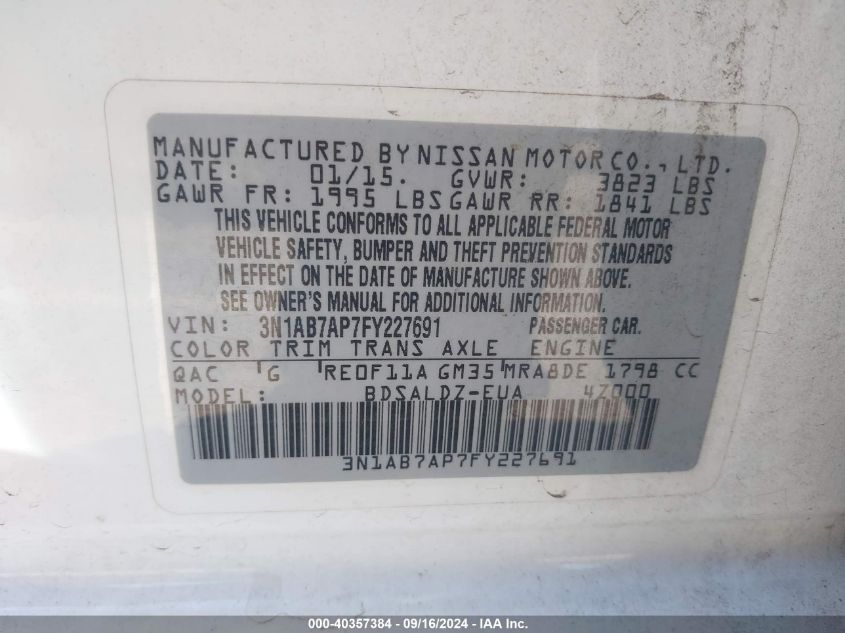 MANUFACTURED BY NISSAN MOTOR CO., LTD.
DATE: 01/15. GVWR: 3823 LBS
GAWR FR: 1995 LBS GAWR RR: 1841 LBS
THIS VEHICLE CONFORMS TO ALL APPLICABLE FEDERAL MOTOR
VEHICLE SAFETY, BUMPER AND THEFT PREVENTION STANDARDS
IN EFFECT ON THE DATE OF MANUFACTURE SHOWN ABOVE.
SEE OWNER'S MANUAL FOR ADDITIONAL INFORMATION.
VIN: 3N1AB7AP7FY227691 PASSENGER CAR.
COLOR TRIM TRANS AXLE ENGINE
QAC G RE0F11A GM35 MRA8DE 1798 CC
MODEL: BDSALDZ-EUA 4Z000
3N1AB7AP7FY227691
000-40357384 - 09/16/2024 - IAA Inc.